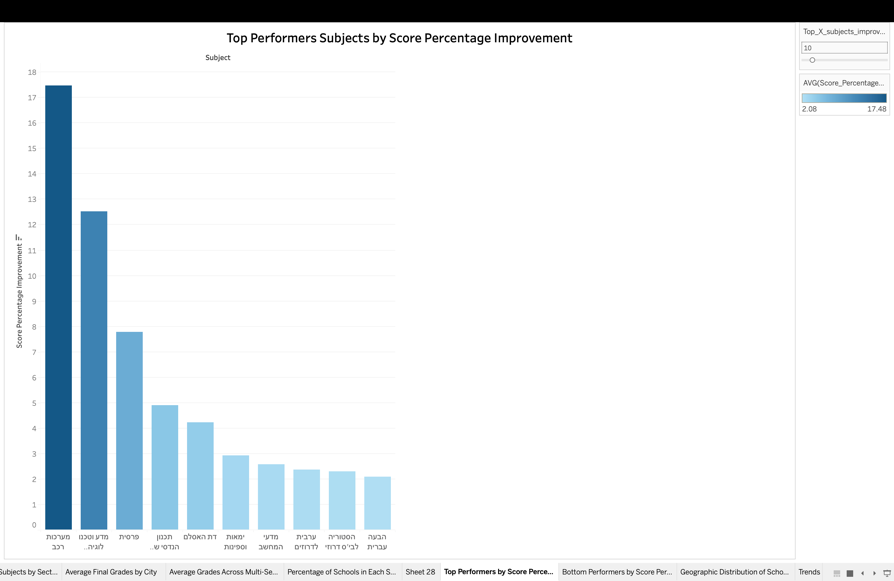 Top Performers Subjects by Score Percentage Improvement
Subject
Score Percentage Improvement
18
17
16
15
14
13
12
11
10
9
8
7
6
5
4
3
2
1
0
מערכות
רכב
מדע וטכנו
לוגיה..
פרסית
תכנון
הנדסי ש..
דת האסלם
ימאות
וספינות
מדעי
המחשב
ערבית
לדרוזים
הסטוריה
לבי'ס דרוזי
הבעה
עברית
Top_X_subjects_improv...
10
AVG(Score_Percentage...
2.08 17.48
Subjects by Sect...
Average Final Grades by City
Average Grades Across Multi-Se...
Percentage of Schools in Each S...
Sheet 28
Top Performers by Score Perce...
Bottom Performers by Score Per...
Geographic Distribution of Scho...
Trends